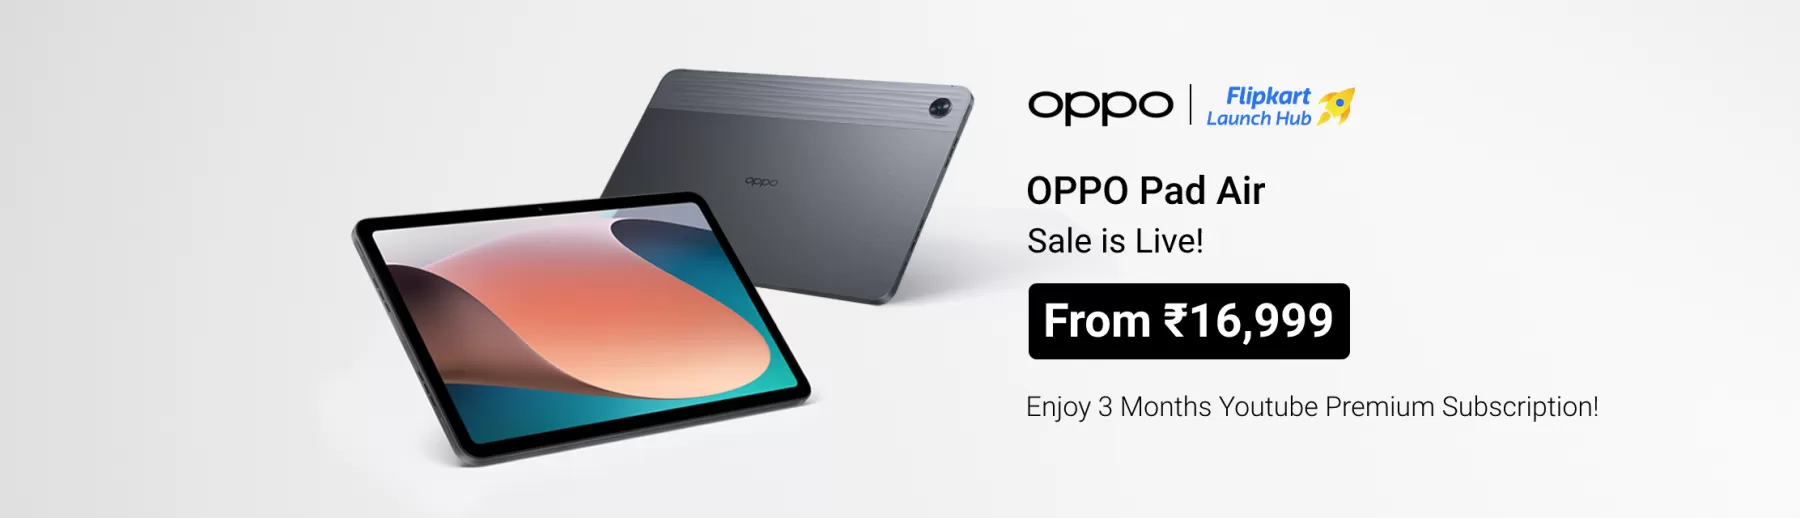 oppo
oppo | Flipkart
Launch Hub
OPPO Pad Air
Sale is Live!
From ₹16,999
Enjoy 3 Months Youtube Premium Subscription!